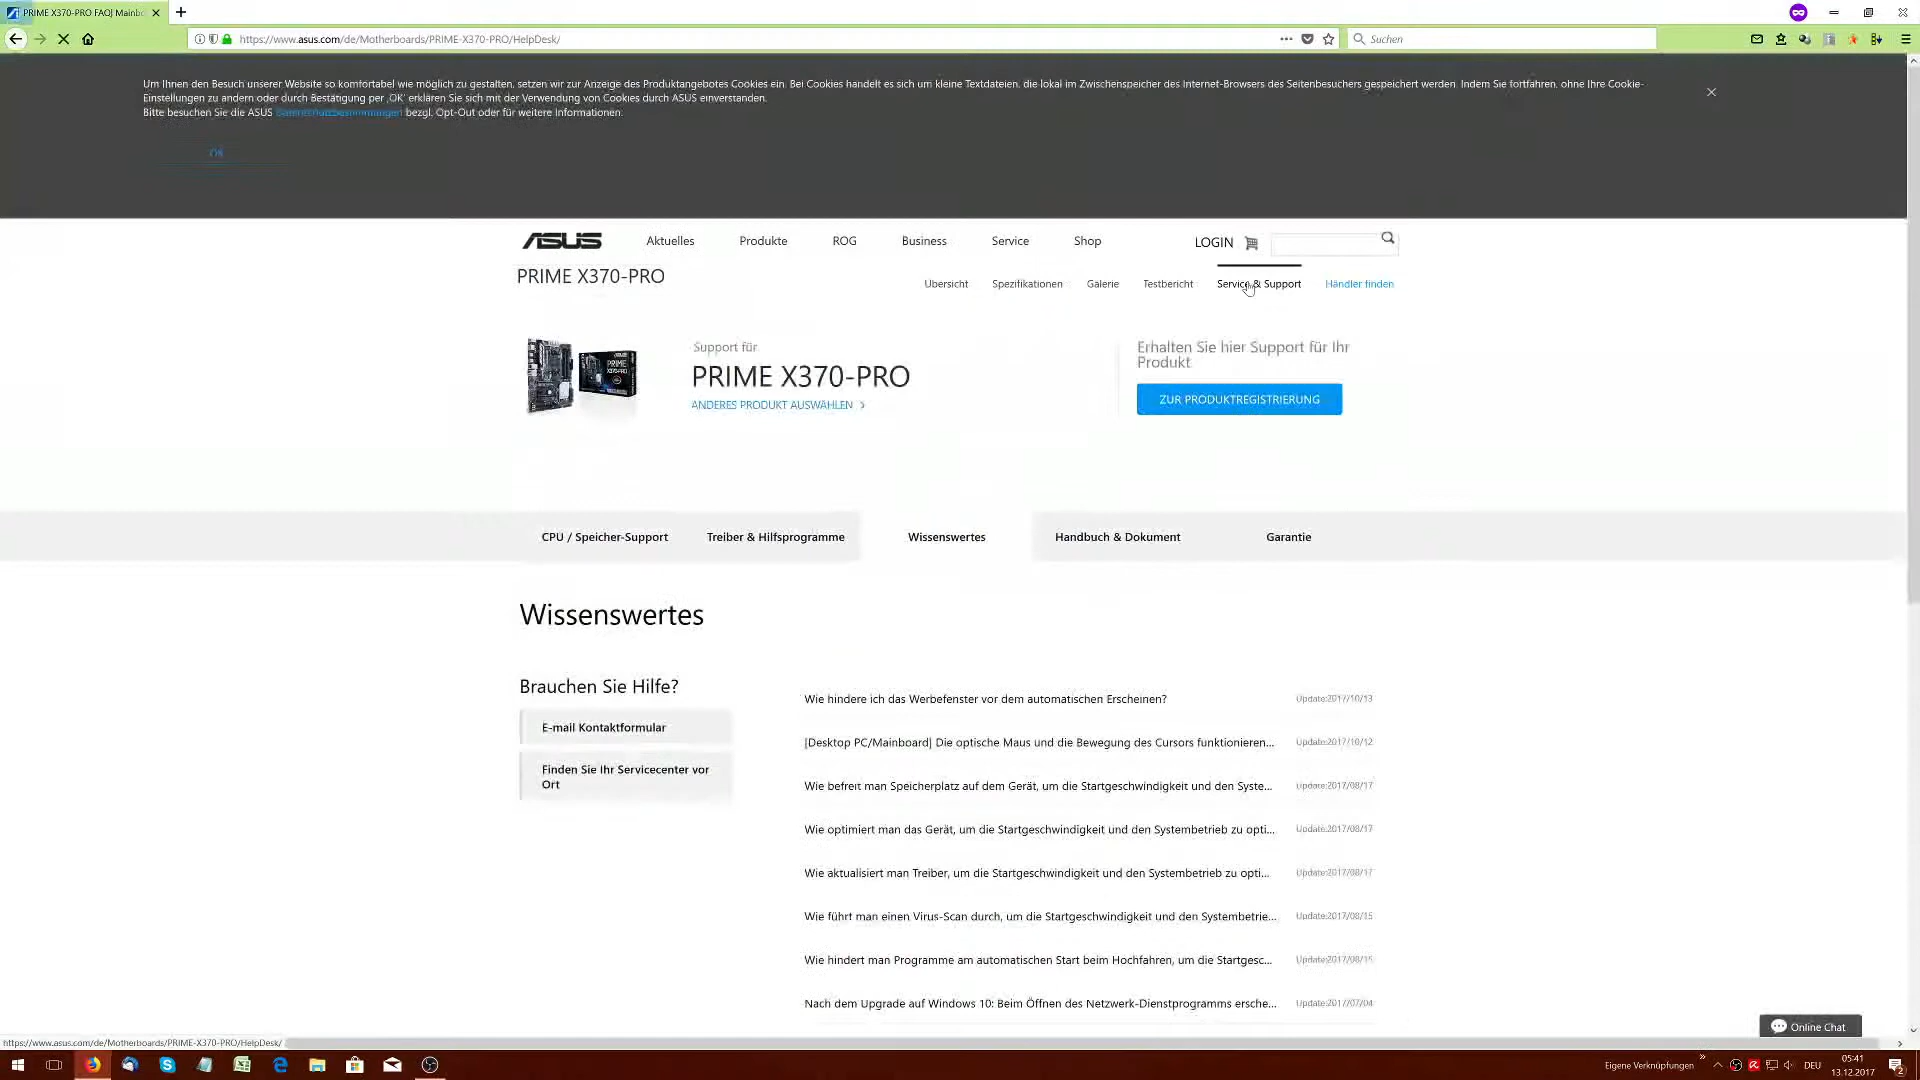 PRIME X370-PRO FAQ| Mainbo
https://www.asus.com/de/Motherboards/PRIME-X370-PRO/HelpDesk/
Suchen
Um Ihnen den Besuch unserer Website so komfortabel wie möglich zu gestalten, setzen wir zur Anzeige des Produktangebotes Cookies ein. Bei Cookies handelt es sich um kleine Textdateien, die lokal im Zwischenspeicher des Internet-Browsers des Seitenbesuchers gespeichert werden. Indem Sie fortfahren, ohne Ihre Cookie-
Einstellungen zu ändern oder durch Bestätigung per ‚OK' erklären Sie sich mit der Verwendung von Cookies durch ASUS einverstanden.
Bitte besuchen Sie die ASUS Datenschutzbestimmungen bezgl. Opt-Out oder für weitere Informationen.
OK
ASUS
Aktuelles
Produkte
ROG
Business
Service
Shop
LOGIN
PRIME X370-PRO
Übersicht
Spezifikationen
Galerie
Testbericht
Service & Support
Händler finden
Support für
PRIME X370-PRO
ANDERES PRODUKT AUSWÄHLEN
Erhalten Sie hier Support für Ihr
Produkt
ZUR PRODUKTREGISTRIERUNG
CPU / Speicher-Support
Treiber & Hilfsprogramme
Wissenswertes
Handbuch & Dokument
Garantie
Wissenswertes
Brauchen Sie Hilfe?
E-mail Kontaktformular
Finden Sie Ihr Servicecenter vor
Ort
Wie hindere ich das Werbefenster vor dem automatischen Erscheinen? Update:2017/10/13
[Desktop PC/Mainboard] Die optische Maus und die Bewegung des Cursors funktionieren... Update:2017/10/12
Wie befreit man Speicherplatz auf dem Gerät, um die Startgeschwindigkeit und den Syste... Update:2017/08/17
Wie optimiert man das Gerät, um die Startgeschwindigkeit und den Systembetrieb zu opti... Update:2017/08/17
Wie aktualisiert man Treiber, um die Startgeschwindigkeit und den Systembetrieb zu opti... Update:2017/08/17
Wie führt man einen Virus-Scan durch, um die Startgeschwindigkeit und den Systembetrie... Update:2017/08/15
Wie hindert man Programme am automatischen Start beim Hochfahren, um die Startgesc... Update:2017/08/15
Nach dem Upgrade auf Windows 10: Beim Öffnen des Netzwerk-Dienstprogramms ersche... Update:2017/07/04
Online Chat
https://www.asus.com/de/Motherboards/PRIME-X370-PRO/HelpDesk/
Eigene Verknüpfungen
DEU
05:41
13.12.2017
2